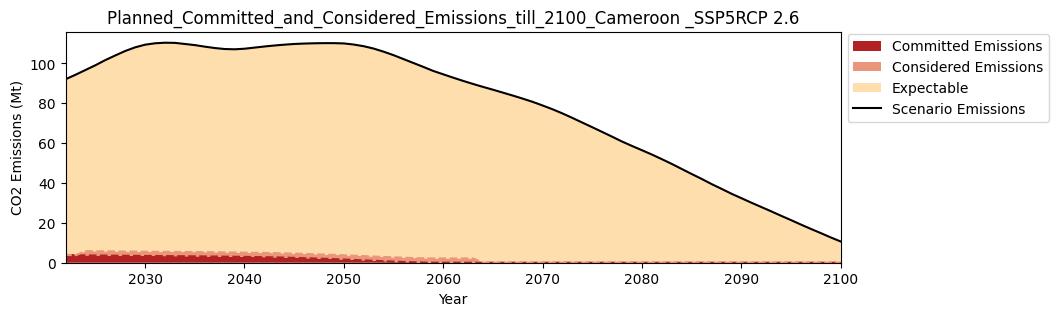 Planned_Committed_and_Considered_Emissions_till_2100_Cameroon _SSP5RCP 2.6
Committed Emissions
Considered Emissions
Expectable
Scenario Emissions
CO2 Emissions (Mt)
100
80
60
40
20
0
2030 2040 2050 2060 2070 2080 2090 2100
Year